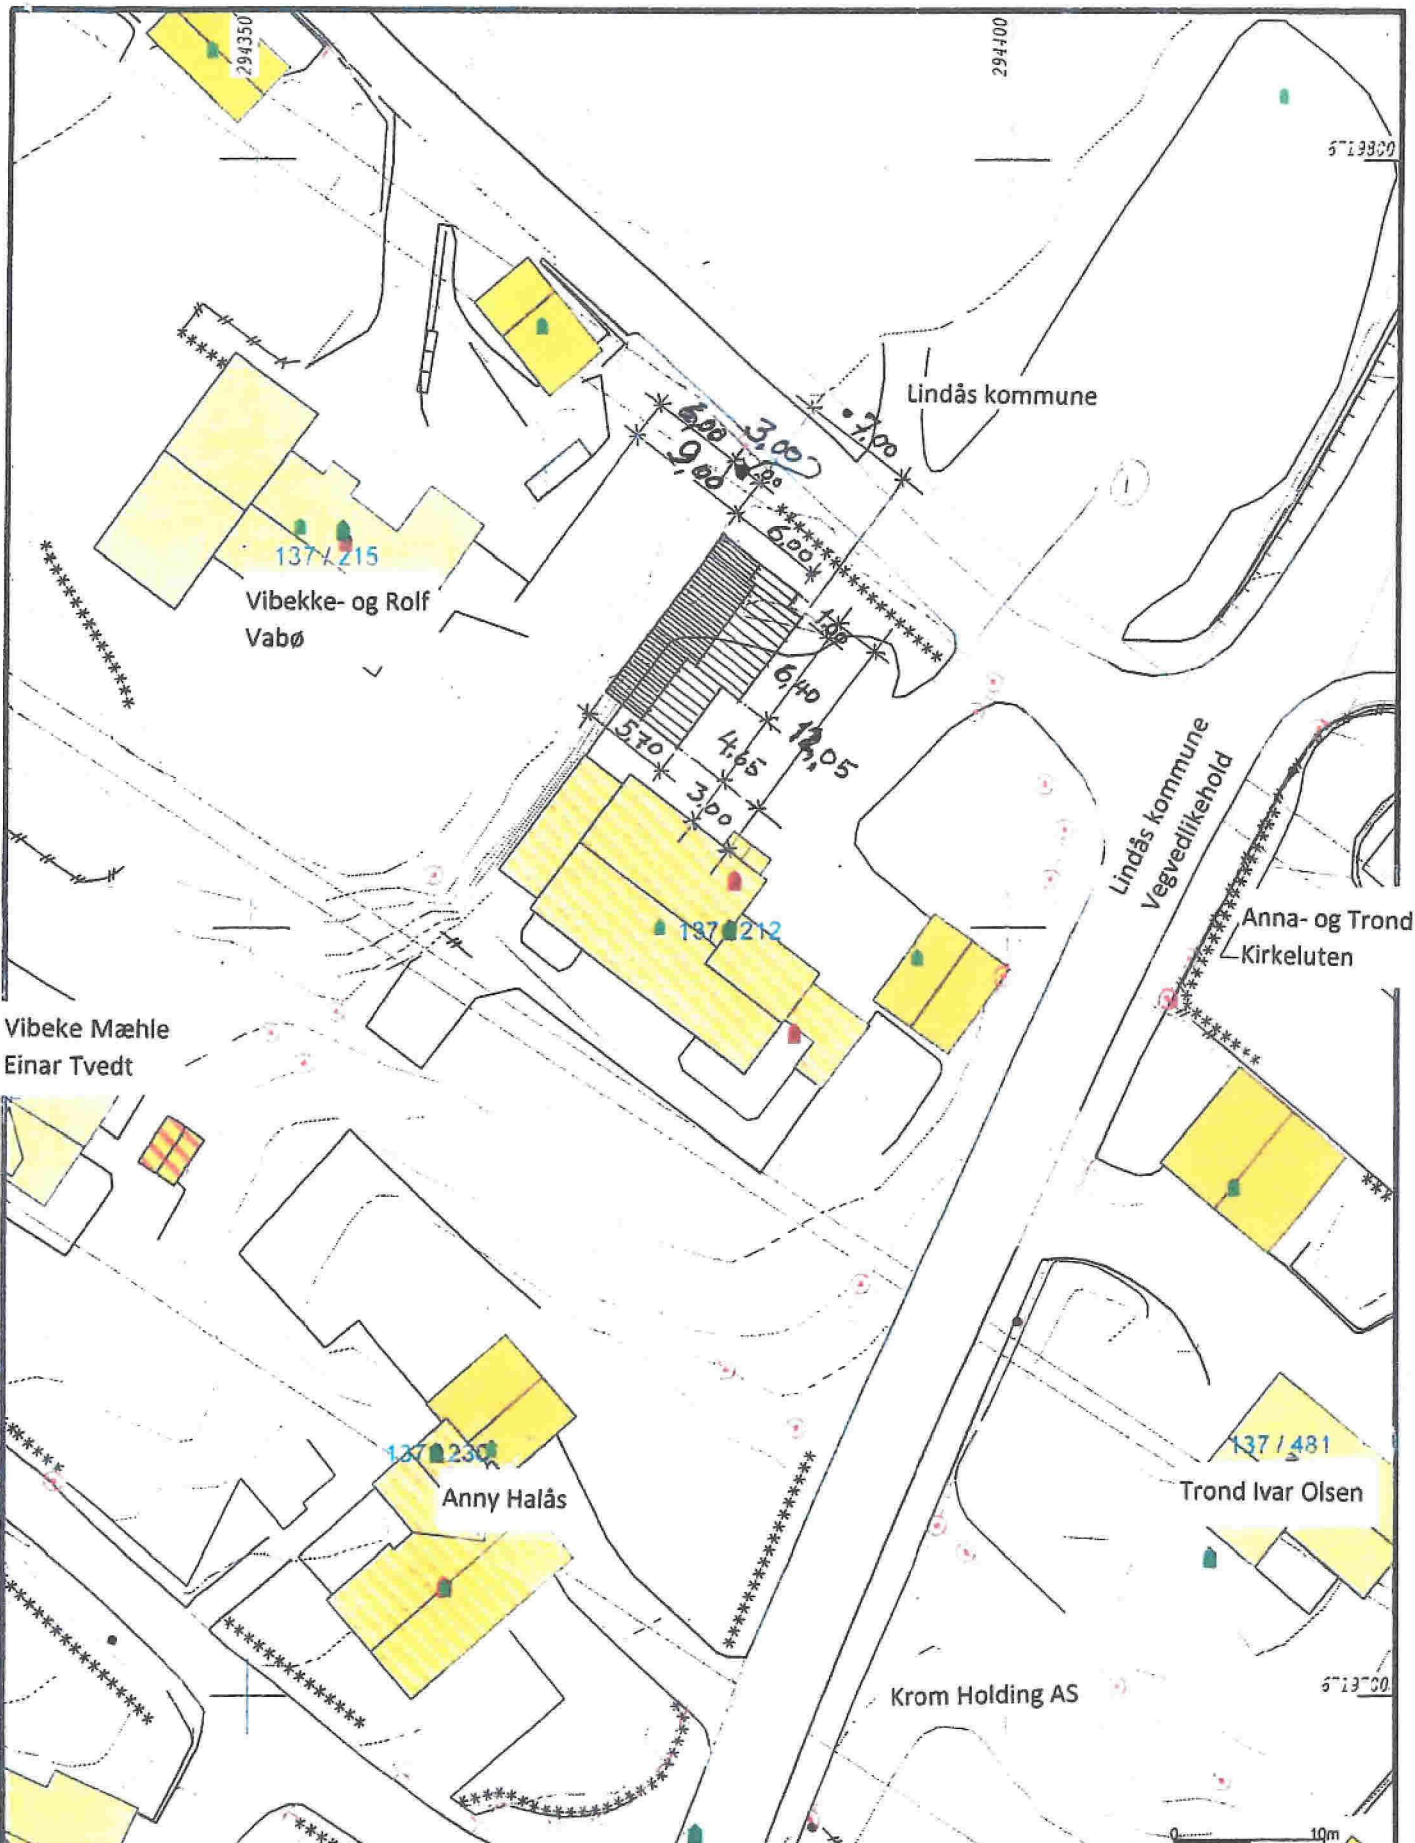 294350
294400
6719800
Lindås kommune
6,00
3,00
7,00
9,00
1,00
137 / 215
6,00
Vibekke- og Rolf
Vabø
1,00
6,40
5,70
4,65
12,05
3,00
Lindås kommune
Vegvedlikehold
137 / 212
Anna- og Trond
Kirkeluten
Vibeke Mæhle
Einar Tvedt
137 / 230
137 / 481
Anny Halås
Trond Ivar Olsen
Krom Holding AS
6719700
0
10m